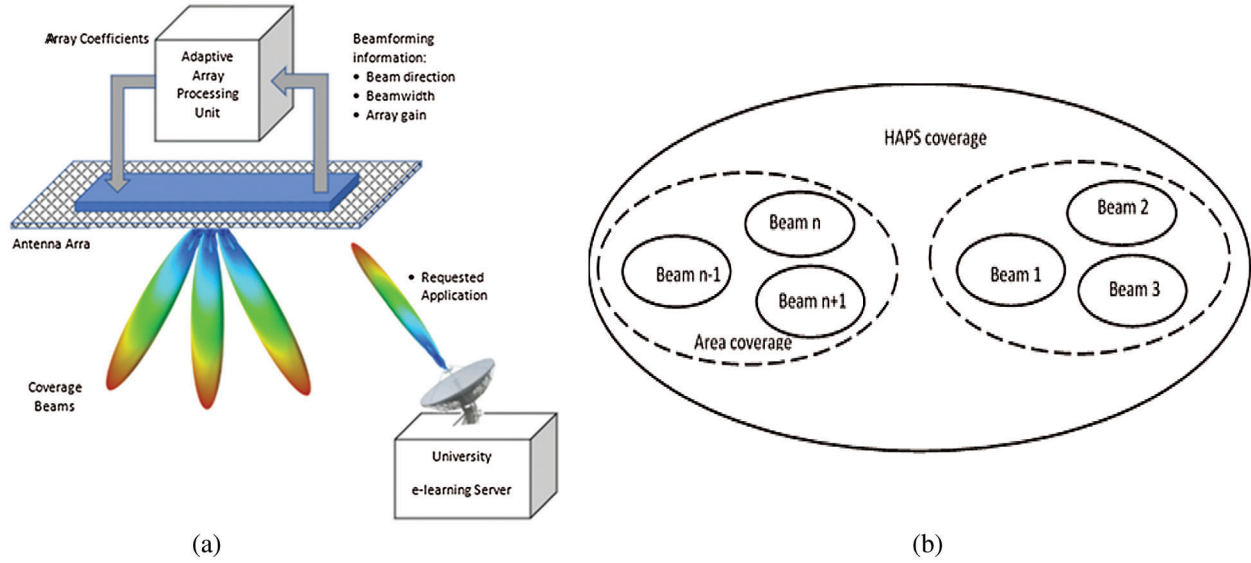 Array Coefficients
Adaptive
Array
Processing
Unit
Beamforming
information:
• Beam direction
• Beamwidth
• Array gain
Antenna Arra
• Requested
Application
Coverage
Beams
University
e-learning Server
(a)
HAPS coverage
Beam n
Beam n-1
Beam n+1
Area coverage
Beam 2
Beam 1
Beam 3
(b)